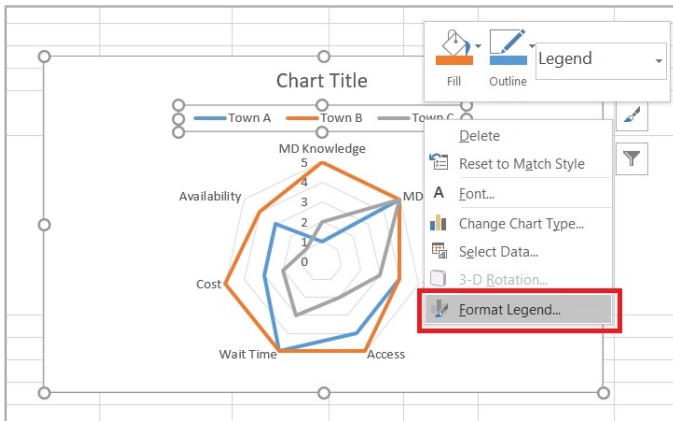 Legend
Fill
Outline
Chart Title
Town A
Town B
Town C
Delete
Reset to Match Style
A
Font...
Change Chart Type...
Select Data...
3-D Rotation...
Format Legend...
MD Knowledge
5
4
3
2
1
0
Availability
MD
Cost
Wait Time
Access